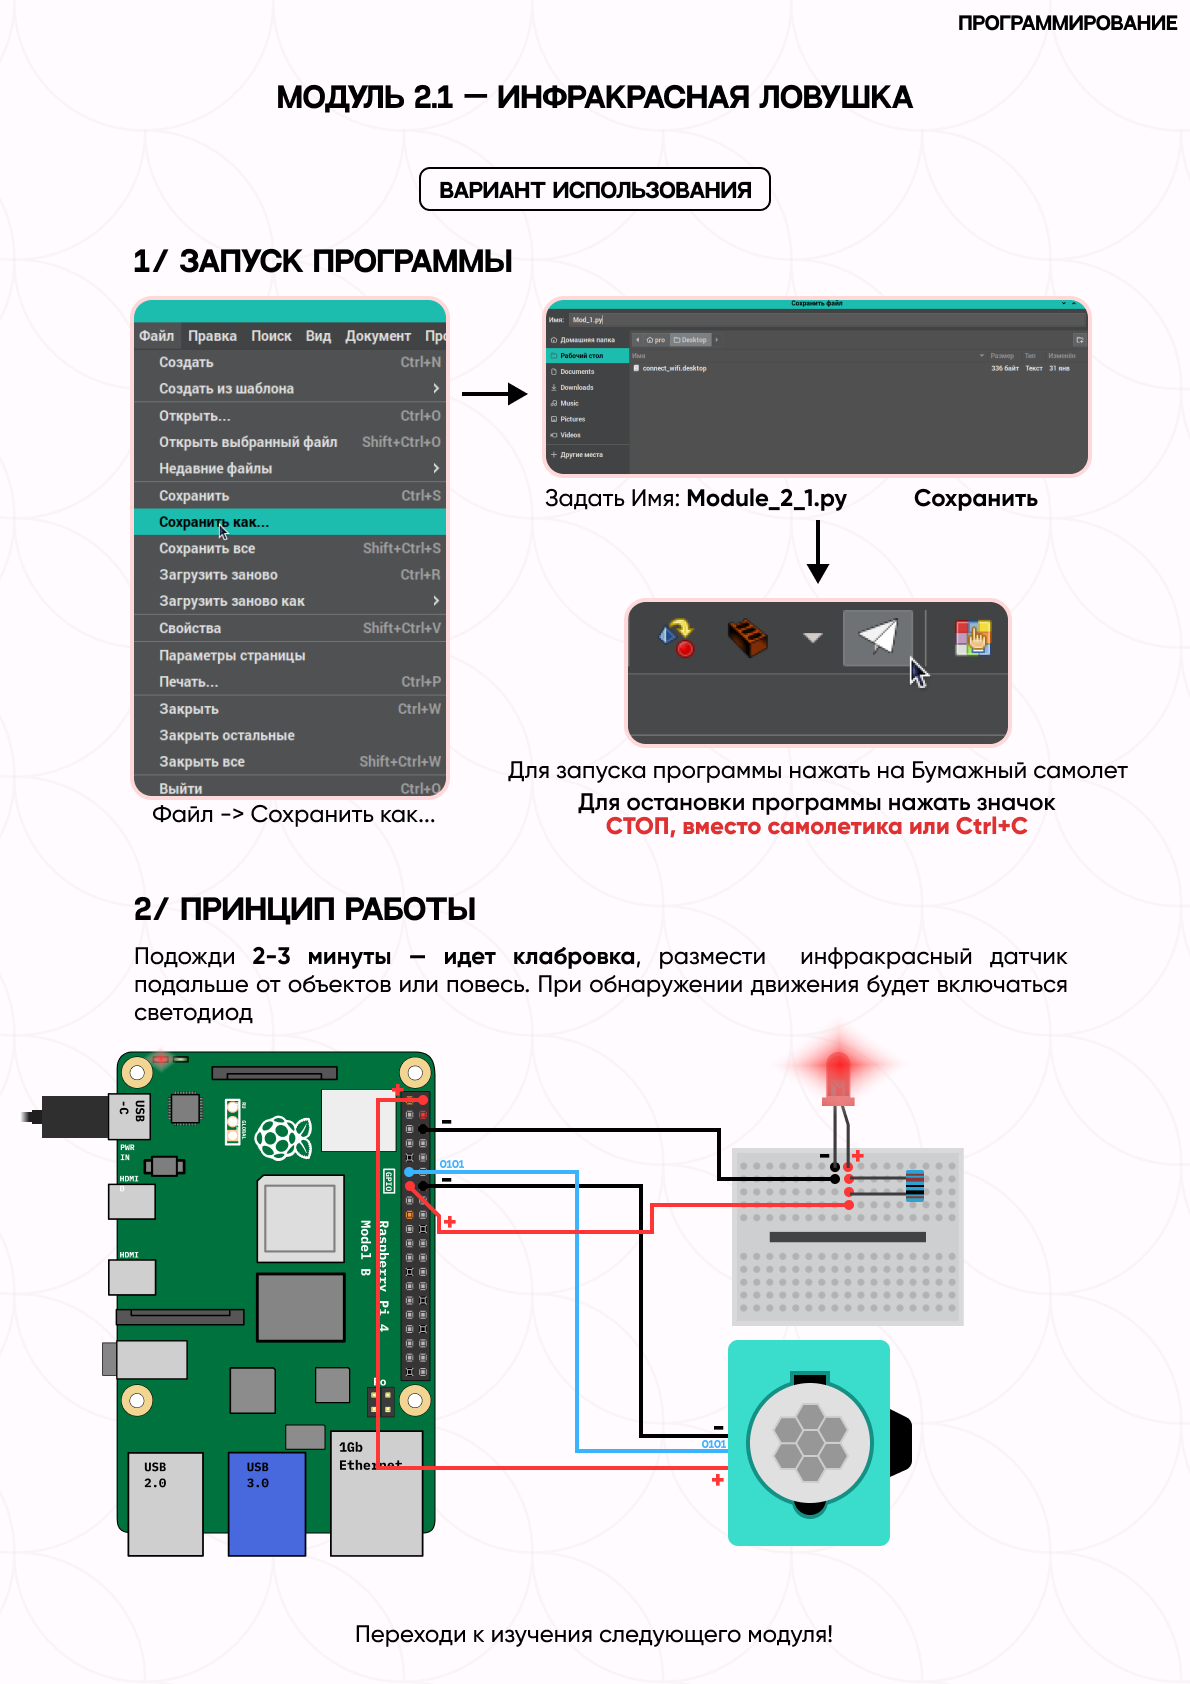 ПРОГРАММИРОВАНИЕ
МОДУЛЬ 2.1 — ИНФРАКРАСНАЯ ЛОВУШКА
ВАРИАНТ ИСПОЛЬЗОВАНИЯ
1/ ЗАПУСК ПРОГРАММЫ
Файл Правка Поиск Вид Документ Про
Создать Ctrl+N
Создать из шаблона
Открыть... Ctrl+O
Открыть выбранный файл Shift+Ctrl+O
Недавние файлы
Сохранить Ctrl+S
Сохранить как...
Сохранить все Shift+Ctrl+S
Загрузить заново Ctrl+R
Загрузить заново как
Свойства Shift+Ctrl+V
Параметры страницы
Печать... Ctrl+P
Закрыть Ctrl+W
Закрыть остальные
Закрыть все Shift+Ctrl+W
Выйти Ctrl+Q
Файл -> Сохранить как...
Сохранить файл
Имя: Mod_1.py
Домашняя папка
pro Desktop
Рабочий стол
Имя Размер Тип Изменён
Documents
connect_wifi.desktop 336 байт Текст 31 янв
Downloads
Music
Pictures
Videos
Другие места
Задать Имя: Module_2_1.py Сохранить
Для запуска программы нажать на Бумажный самолет
Для остановки программы нажать значок
СТОП, вместо самолетика или Ctrl+C
2/ ПРИНЦИП РАБОТЫ
Подожди 2-3 минуты — идет клабровка, размести инфракрасный датчик
подальше от объектов или повесь. При обнаружении движения будет включаться
светодиод
USB
-C
PWR
IN
HDMI
0
HDMI
RU
GLOBAL
GPIO
Raspberry Pi 4
Model B
Po
USB
2.0
USB
3.0
1Gb
Ethernet
+
-
0101
-
+
-
+
-
0101
+
Переходи к изучения следующего модуля!